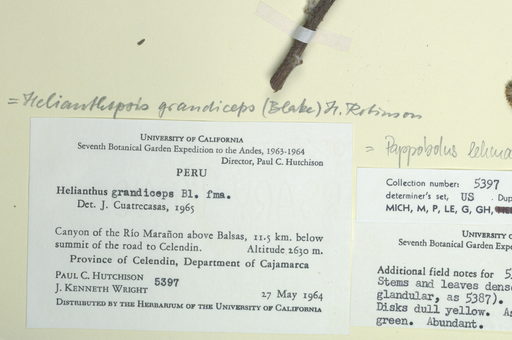 = Helianthopsis grandiceps (Blake) H. Robinson
= Pappobolus
UNIVERSITY OF CALIFORNIA
Seventh Botanical Garden Expedition to the Andes, 1963-1964
Director, Paul C. Hutchison
PERU
Helianthus grandiceps Bl. fma.
Det. J. Cuatrecasas, 1965
Canyon of the Río Marañon above Balsas, 11.5 km. below
summit of the road to Celendin. Altitude 2630 m.
Province of Celendin, Department of Cajamarca
PAUL C. HUTCHISON 5397
J. KENNETH WRIGHT
27 May 1964
DISTRIBUTED BY THE HERBARIUM OF THE UNIVERSITY OF CALIFORNIA
Collection number: 5397
determiner's set, US . Dup
MICH, M, P, LE, G, GH,
UNIVERSITY
Seventh Botanical Garden Exp
Additional field notes for 5
Stems and leaves dens
glandular, as 5387).
Disks dull yellow. A
green. Abundant.